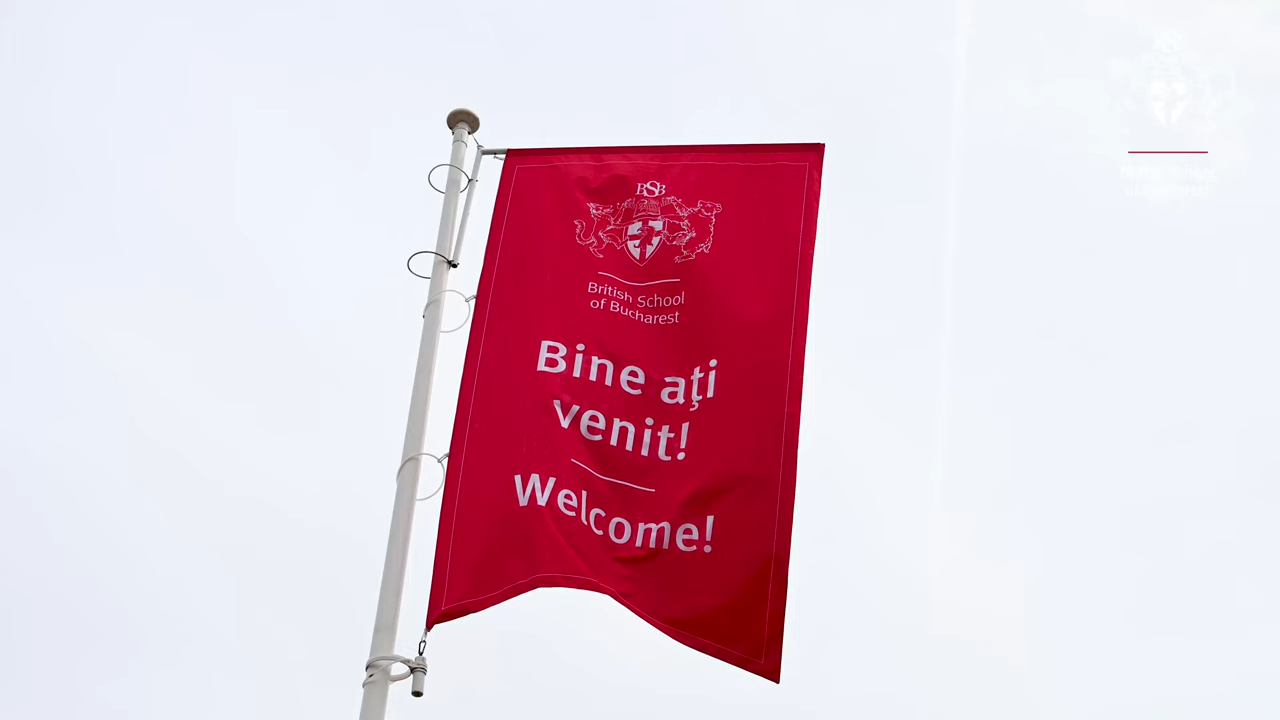 BSB
British School
of Bucharest
Bine aţi
venit!
Welcome!